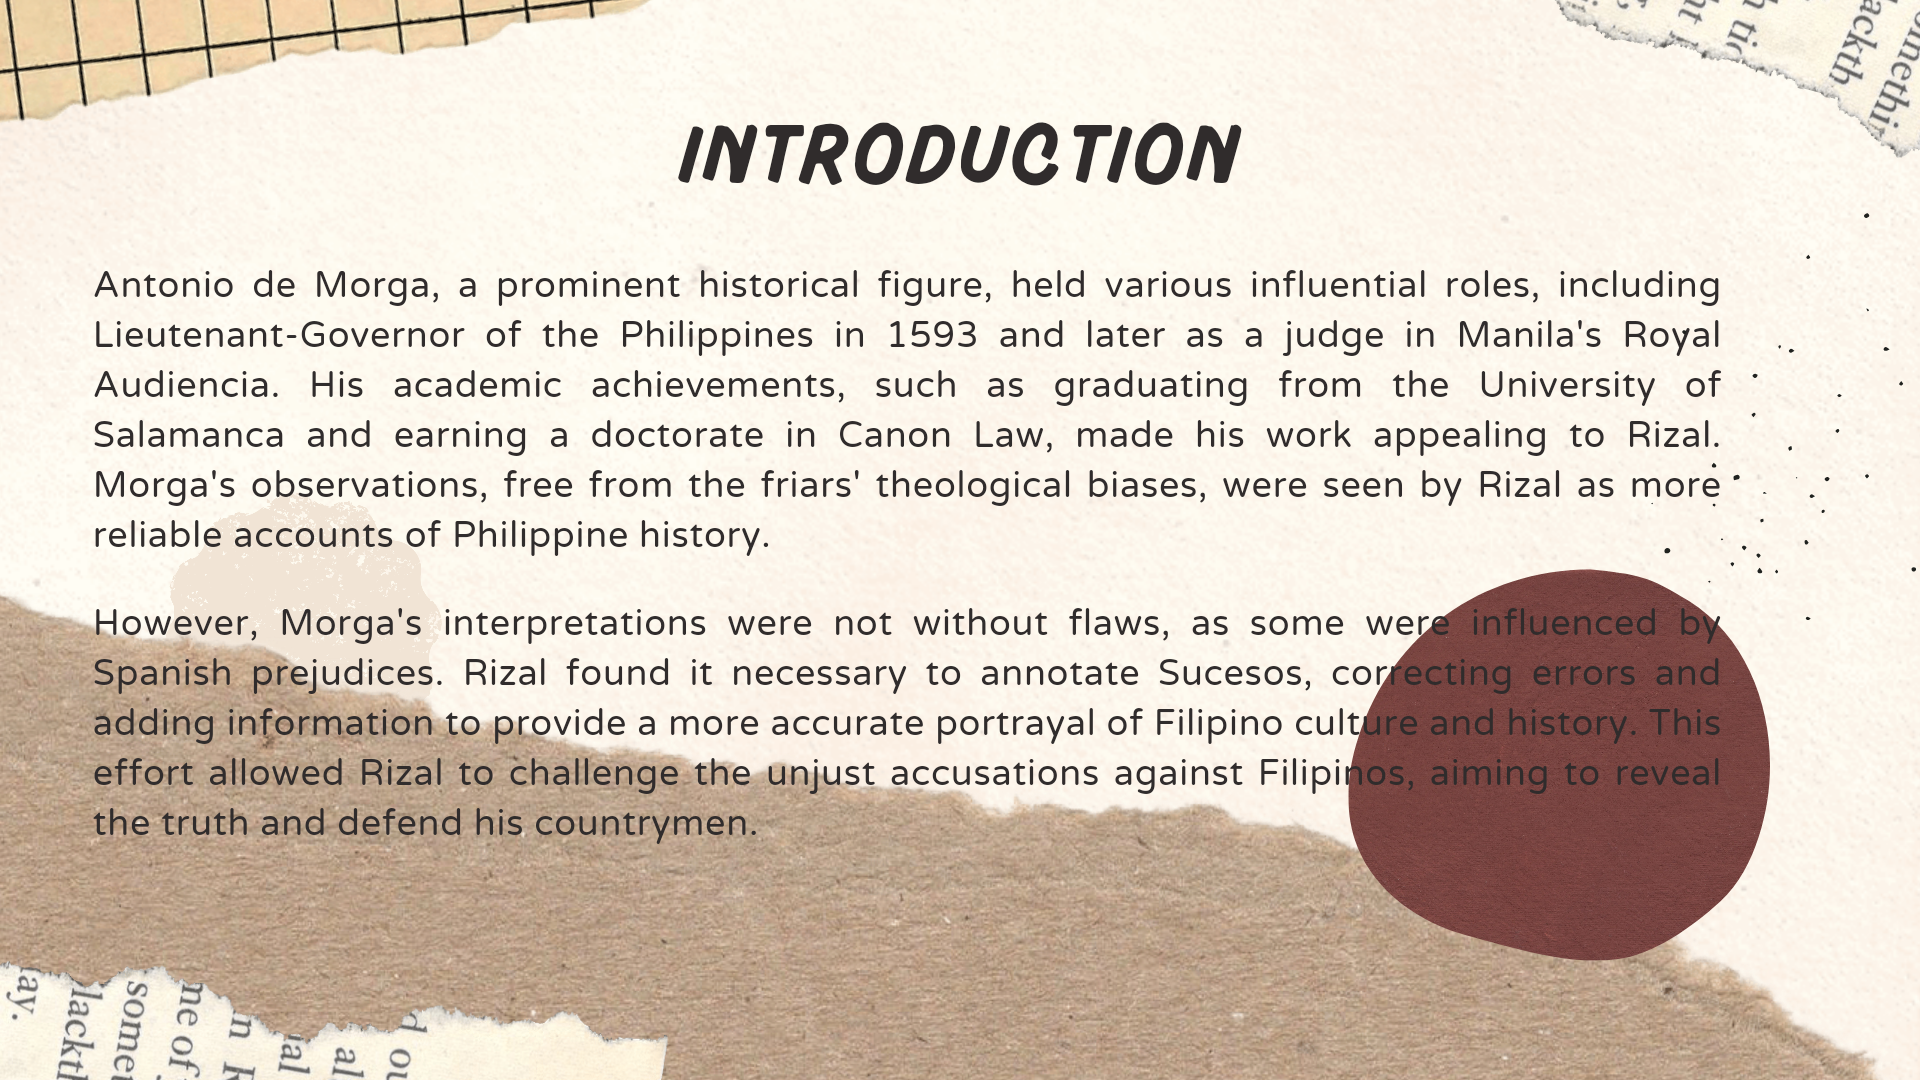 INTRODUCTION
Antonio de Morga, a prominent historical figure, held various influential roles, including
Lieutenant-Governor of the Philippines in 1593 and later as a judge in Manila's Royal
Audiencia. His academic achievements, such as graduating from the University of
Salamanca and earning a doctorate in Canon Law, made his work appealing to Rizal.
Morga's observations, free from the friars' theological biases, were seen by Rizal as more
reliable accounts of Philippine history.
However, Morga's interpretations were not without flaws, as some were influenced by
Spanish prejudices. Rizal found it necessary to annotate Sucesos, correcting errors and
adding information to provide a more accurate portrayal of Filipino culture and history. This
effort allowed Rizal to challenge the unjust accusations against Filipinos, aiming to reveal
the truth and defend his countrymen.